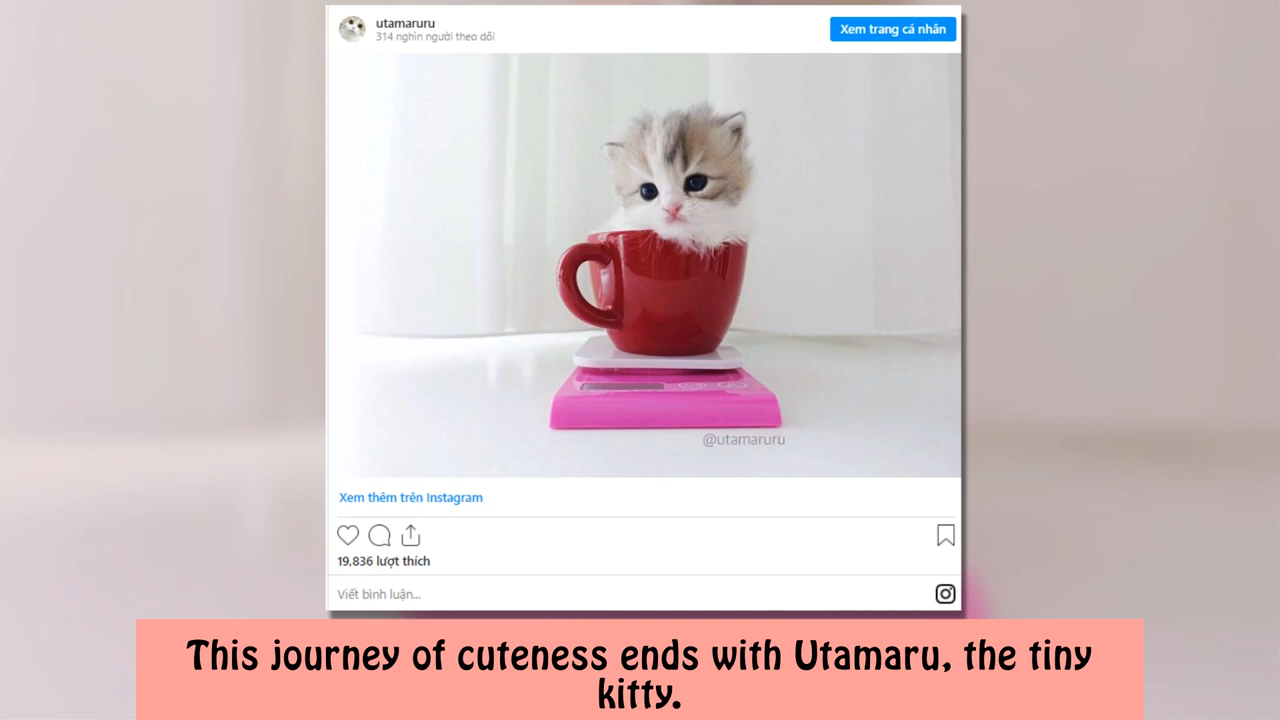 utamaruru
314 nghìn người theo dõi
Xem trang cá nhân
@utamaruru
Xem thêm trên Instagram
19,836 lượt thích
Viết bình luận...
This journey of cuteness ends with Utamaru, the tiny
kitty.